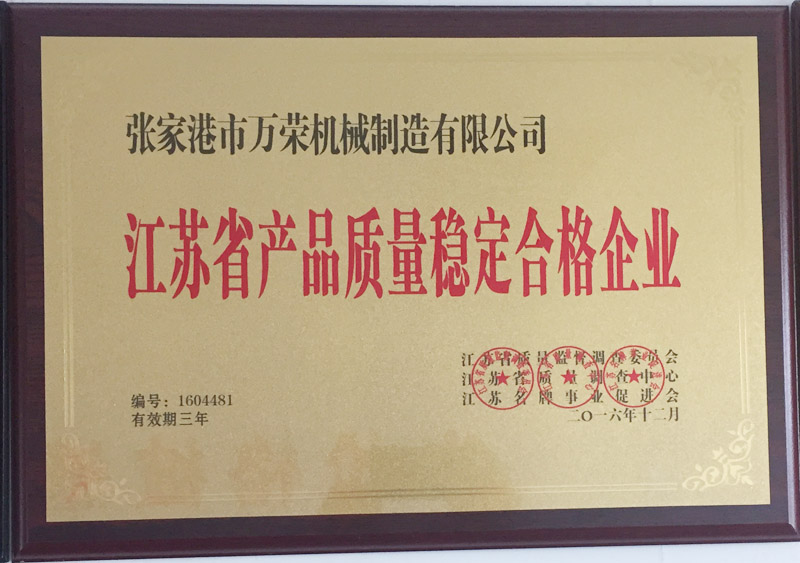 张家港市万荣机械制造有限公司
江苏省产品质量稳定合格企业
江苏省质量监督调查委员会
江苏省质量调查中心
江苏名牌事业促进会
编号：1604481
有效期三年
二〇一六年十二月